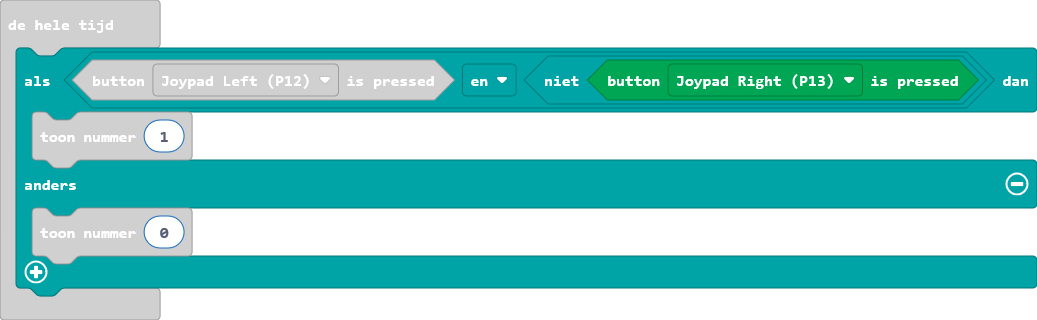 de hele tijd
als button Joypad Left (P12) is pressed en niet button Joypad Right (P13) is pressed dan
toon nummer 1
anders
toon nummer 0